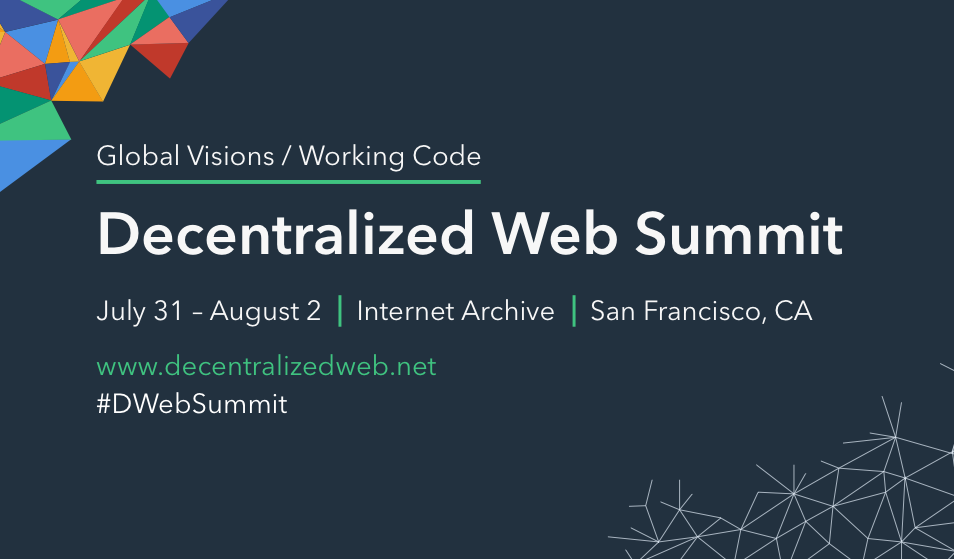 Global Visions / Working Code
Decentralized Web Summit
July 31 – August 2 | Internet Archive | San Francisco, CA
www.decentralizedweb.net
#DWebSummit